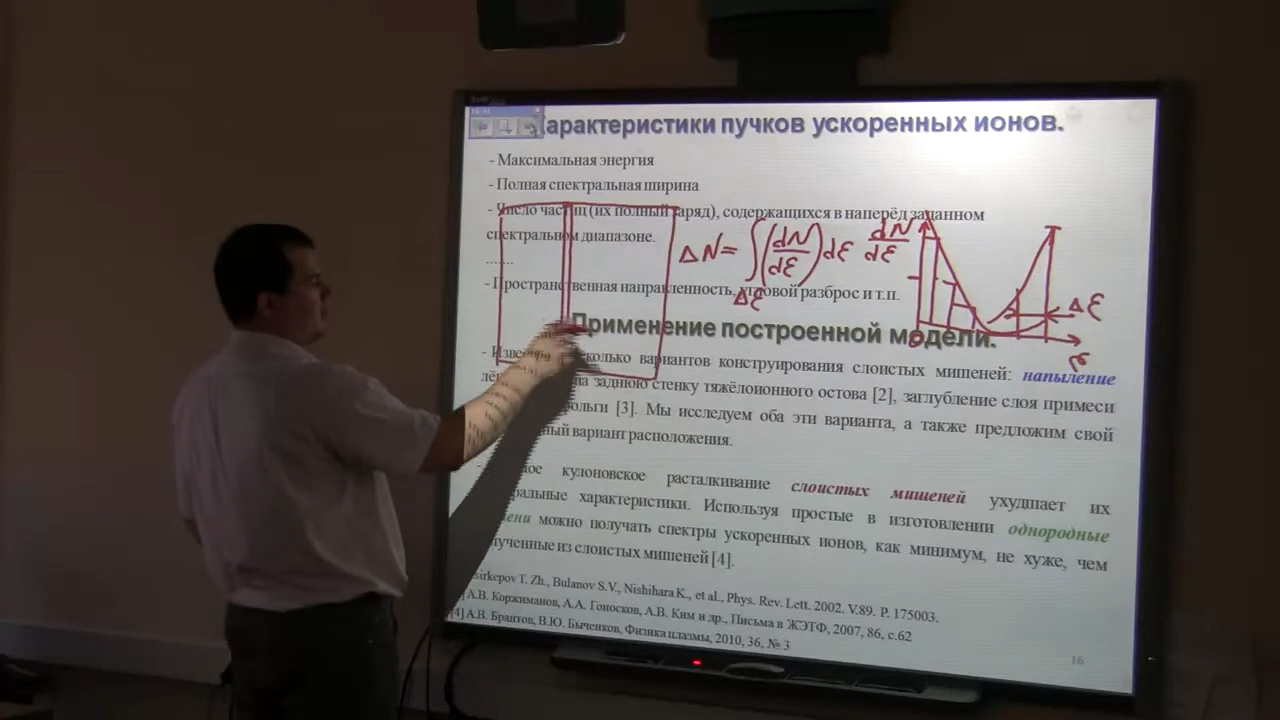 Характеристики пучков ускоренных ионов.
- Максимальная энергия
- Полная спектральная ширина
- Число частиц (их полный заряд), содержащихся в наперёд заданном
спектральном диапазоне.
.......
ΔN = ∫(dN/dε)dε
Δε
dN/dε
Δε
0
ε
- Пространственная направленность, угловой разброс и т.п.
Применение построенной модели.
- Известно несколько вариантов конструирования слоистых мишеней: напыление
на заднюю стенку тяжёлоионного остова [2], заглубление слоя примеси
фольги [3]. Мы исследуем оба эти варианта, а также предложим свой
вариант расположения.
кулоновское расталкивание слоистых мишеней ухудшает их
характеристики. Используя простые в изготовлении однородные
можно получать спектры ускоренных ионов, как минимум, не хуже, чем
из слоистых мишеней [4].
Esirkepov T. Zh., Bulanov S.V., Nishihara K., et al., Phys. Rev. Lett. 2002. V.89. P. 175003.
А.В. Коржиманов, А.А. Гоносков, А.В. Ким и др., Письма в ЖЭТФ, 2007, 86, с.62
[4] А.В. Брантов, В.Ю. Быченков, Физика плазмы, 2010, 36, № 3
16